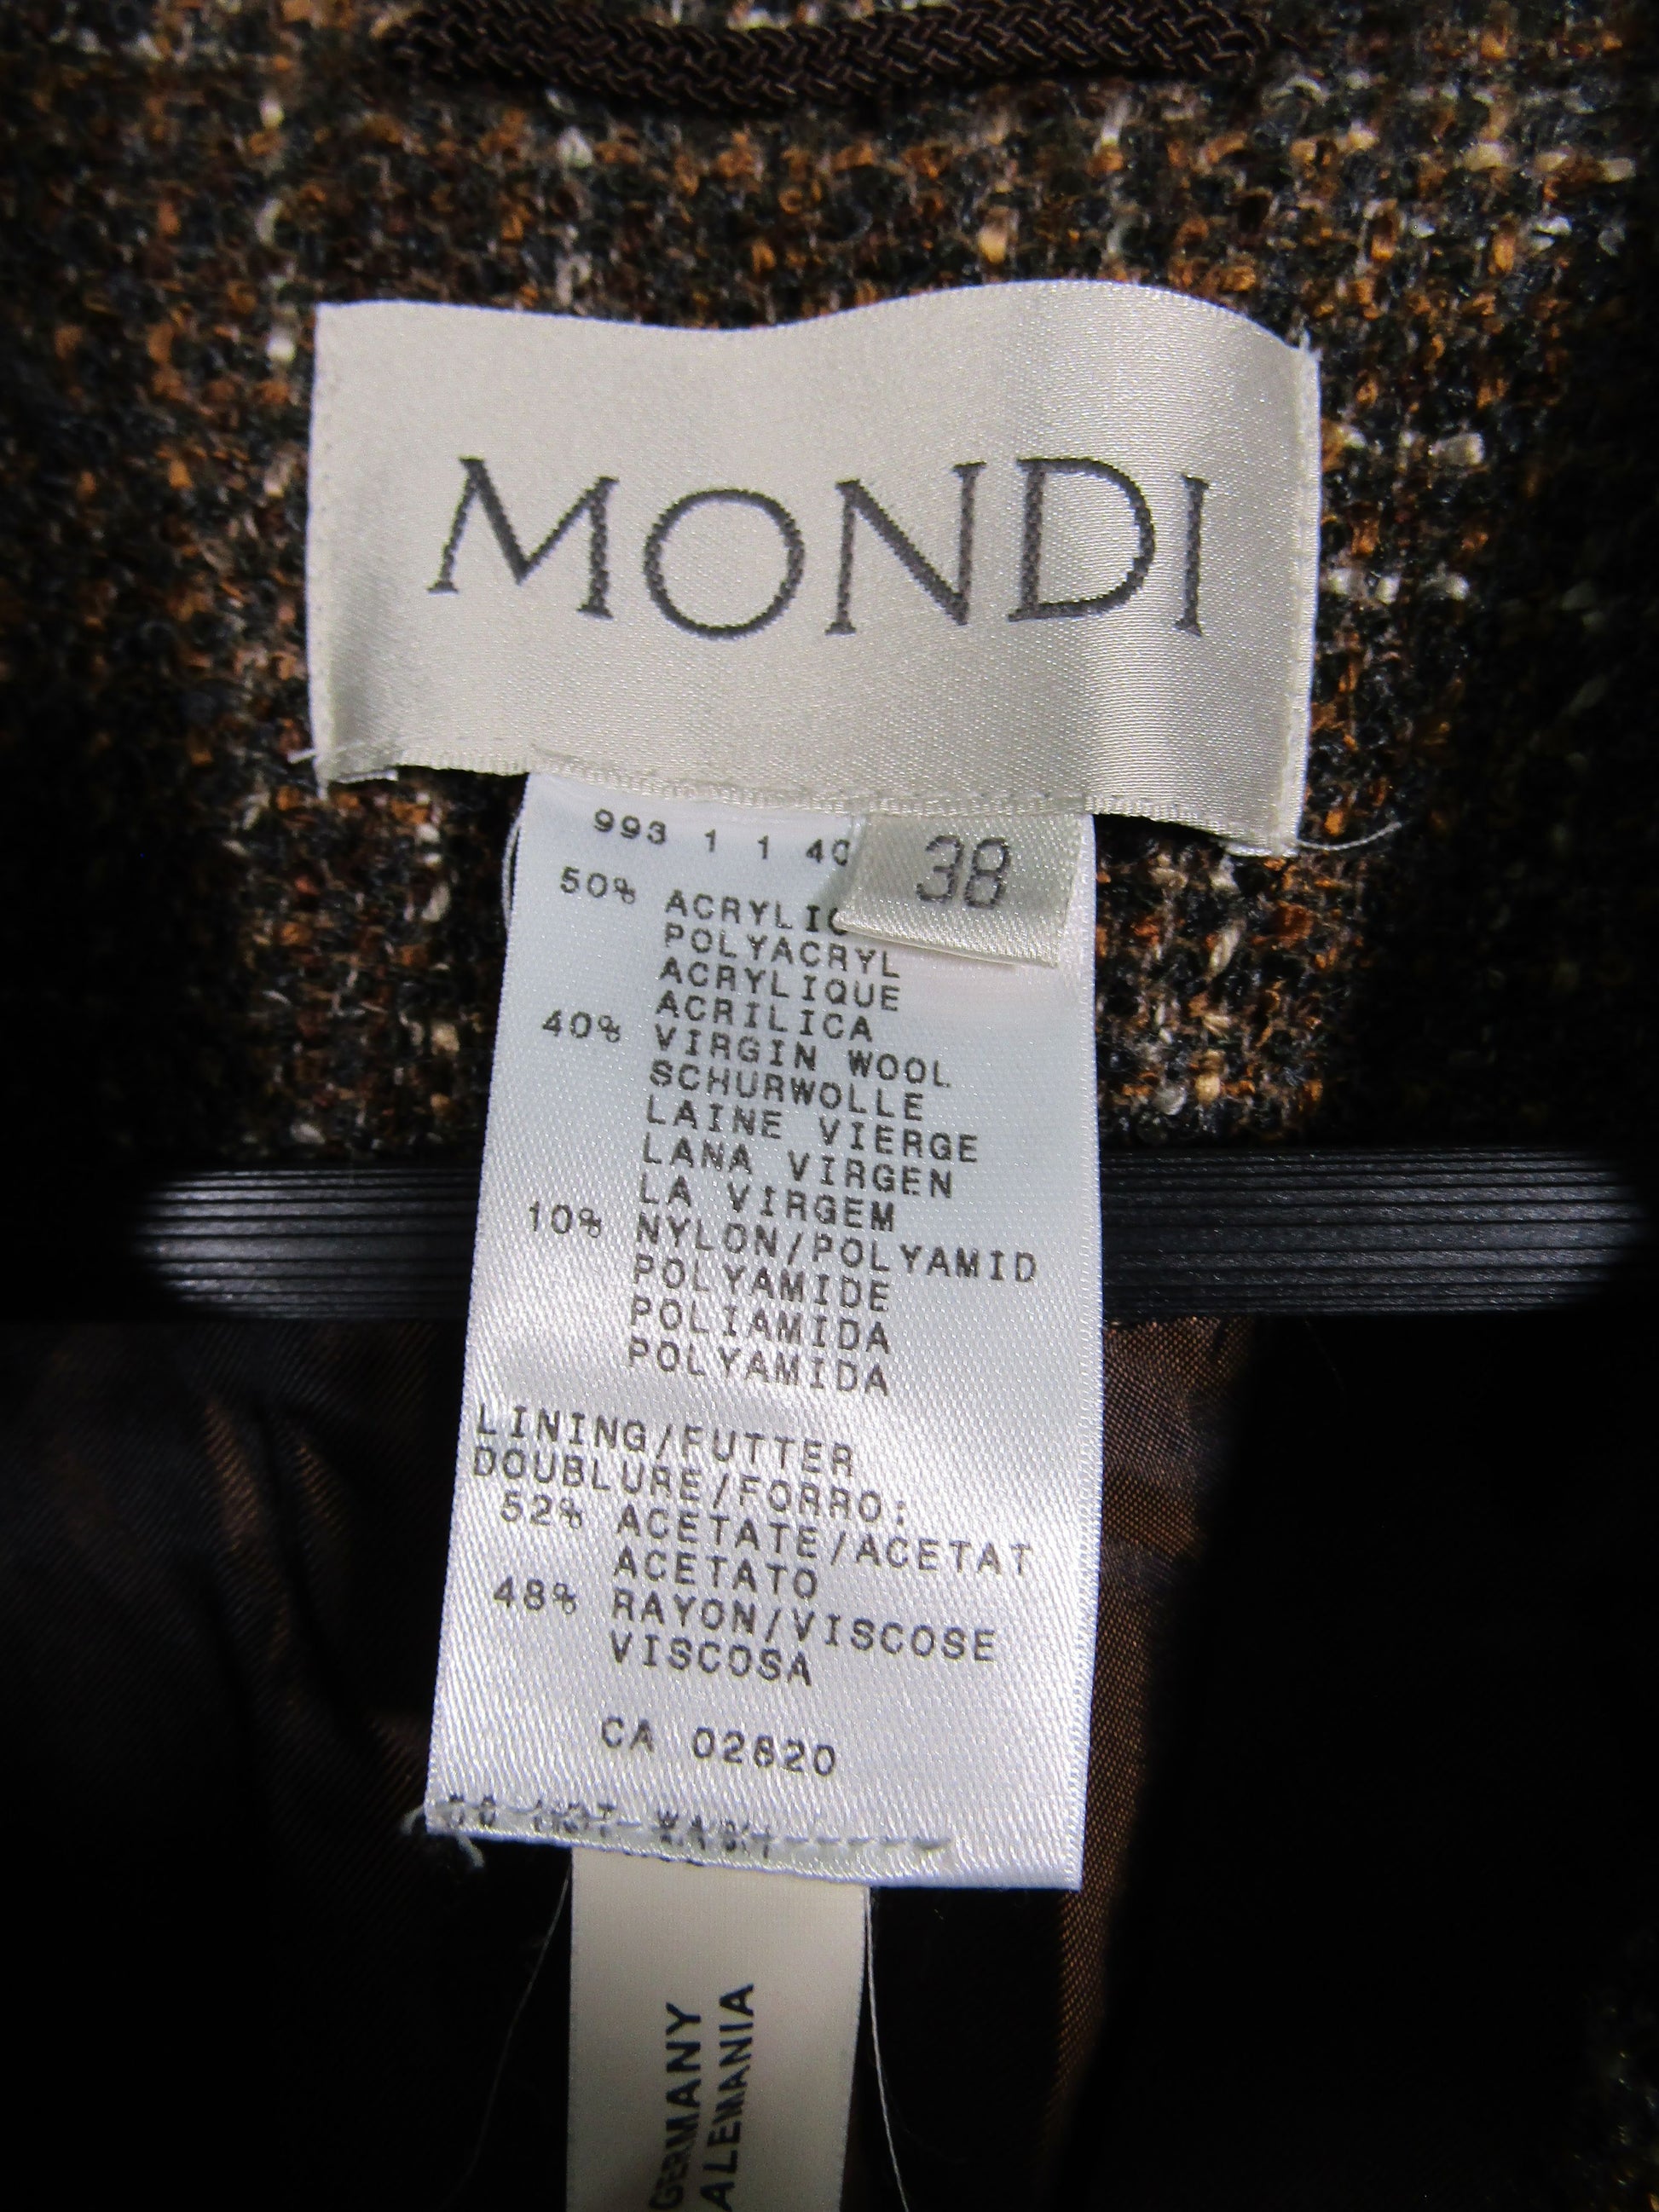 MONDI
38
993 1 1 40
50% ACRYLIC
POLYACRYL
ACRYLIQUE
ACRILICA
40% VIRGIN WOOL
SCHURWOLLE
LAINE VIERGE
LANA VIRGEN
LA VIRGEM
10% NYLON/POLYAMID
POLYAMIDE
POLIAMIDA
POLYAMIDA
LINING/FUTTER
DOUBLURE/FORRO:
52% ACETATE/ACETAT
ACETATO
48% RAYON/VISCOSE
VISCOSA
CA 02620
GERMANY
ALEMANIA